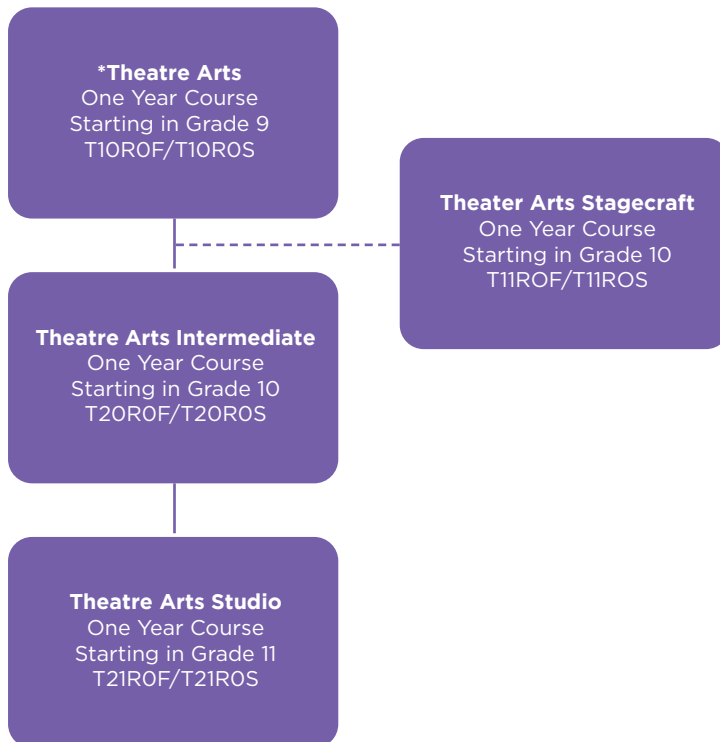 *Theatre Arts
One Year Course
Starting in Grade 9
T10R0F/T10R0S
Theater Arts Stagecraft
One Year Course
Starting in Grade 10
T11ROF/T11ROS
Theatre Arts Intermediate
One Year Course
Starting in Grade 10
T20R0F/T20R0S
Theatre Arts Studio
One Year Course
Starting in Grade 11
T21R0F/T21R0S